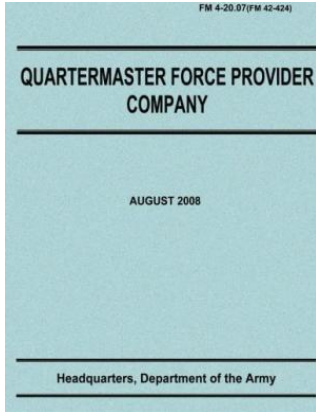 FM 4-20.07(FM 42-424)
QUARTERMASTER FORCE PROVIDER
COMPANY
AUGUST 2008
Headquarters, Department of the Army